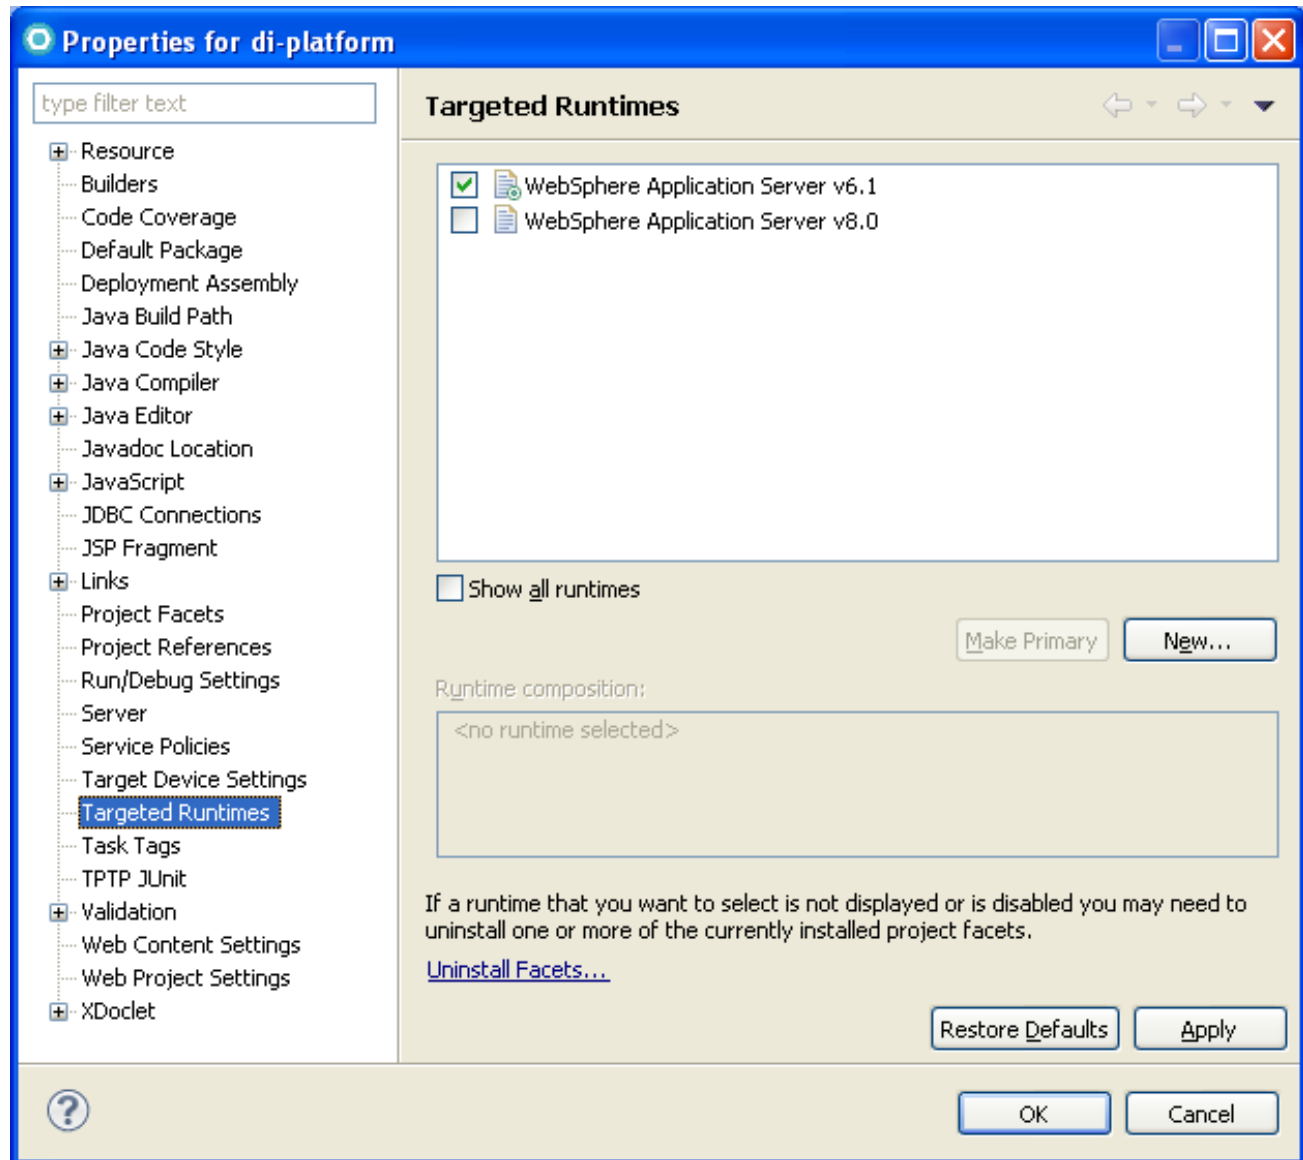 Properties for di-platform
type filter text
Resource
Builders
Code Coverage
Default Package
Deployment Assembly
Java Build Path
Java Code Style
Java Compiler
Java Editor
Javadoc Location
JavaScript
JDBC Connections
JSP Fragment
Links
Project Facets
Project References
Run/Debug Settings
Server
Service Policies
Target Device Settings
Targeted Runtimes
Task Tags
TPTP JUnit
Validation
Web Content Settings
Web Project Settings
XDoclet
Targeted Runtimes
WebSphere Application Server v6.1
WebSphere Application Server v8.0
Show all runtimes
Make Primary
New...
Runtime composition:
<no runtime selected>
If a runtime that you want to select is not displayed or is disabled you may need to
uninstall one or more of the currently installed project facets.
Uninstall Facets...
Restore Defaults
Apply
?
OK
Cancel